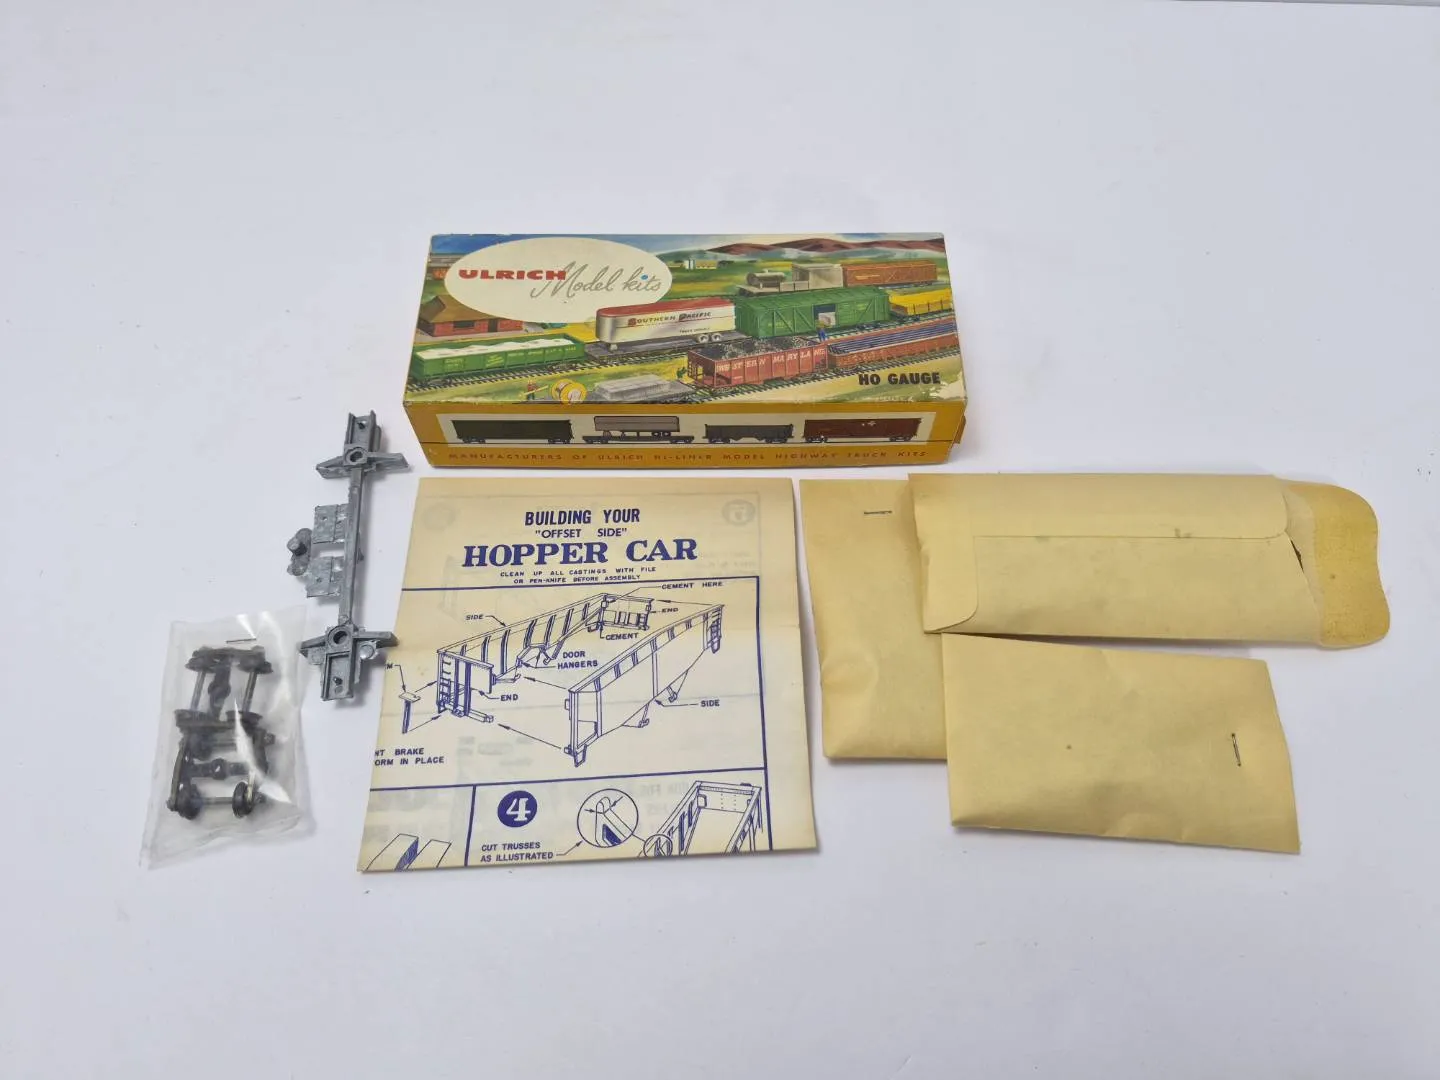 ULRICH Model kits
SOUTHERN PACIFIC
WESTERN MARYLAND
HO GAUGE
MANUFACTURERS OF ULRICH HI-LINER MODEL HIGHWAY TRUCK KITS
BUILDING YOUR
"OFFSET SIDE"
HOPPER CAR
CLEAN UP ALL CASTINGS WITH FILE
OR PEN-KNIFE BEFORE ASSEMBLY
CEMENT HERE
SIDE
END
CEMENT
DOOR
HANGERS
END
SIDE
NT BRAKE
ORM IN PLACE
4
CUT TRUSSES
AS ILLUSTRATED